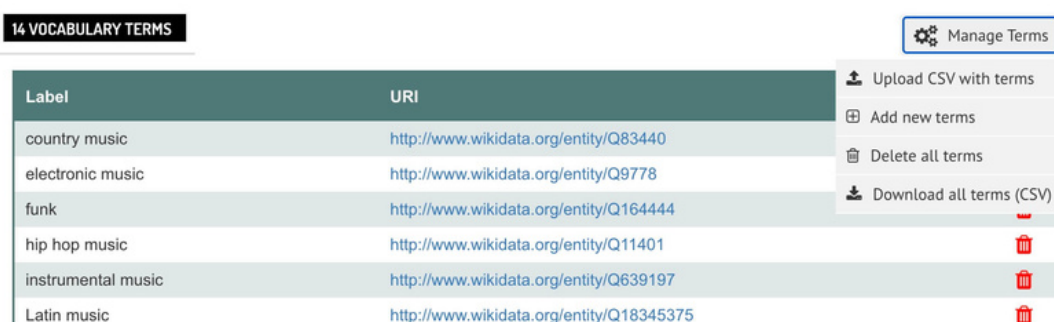 14 VOCABULARY TERMS
Manage Terms
Upload CSV with terms
Add new terms
Delete all terms
Download all terms (CSV)
Label URI
country music http://www.wikidata.org/entity/Q83440
electronic music http://www.wikidata.org/entity/Q9778
funk http://www.wikidata.org/entity/Q164444
hip hop music http://www.wikidata.org/entity/Q11401
instrumental music http://www.wikidata.org/entity/Q639197
Latin music http://www.wikidata.org/entity/Q18345375